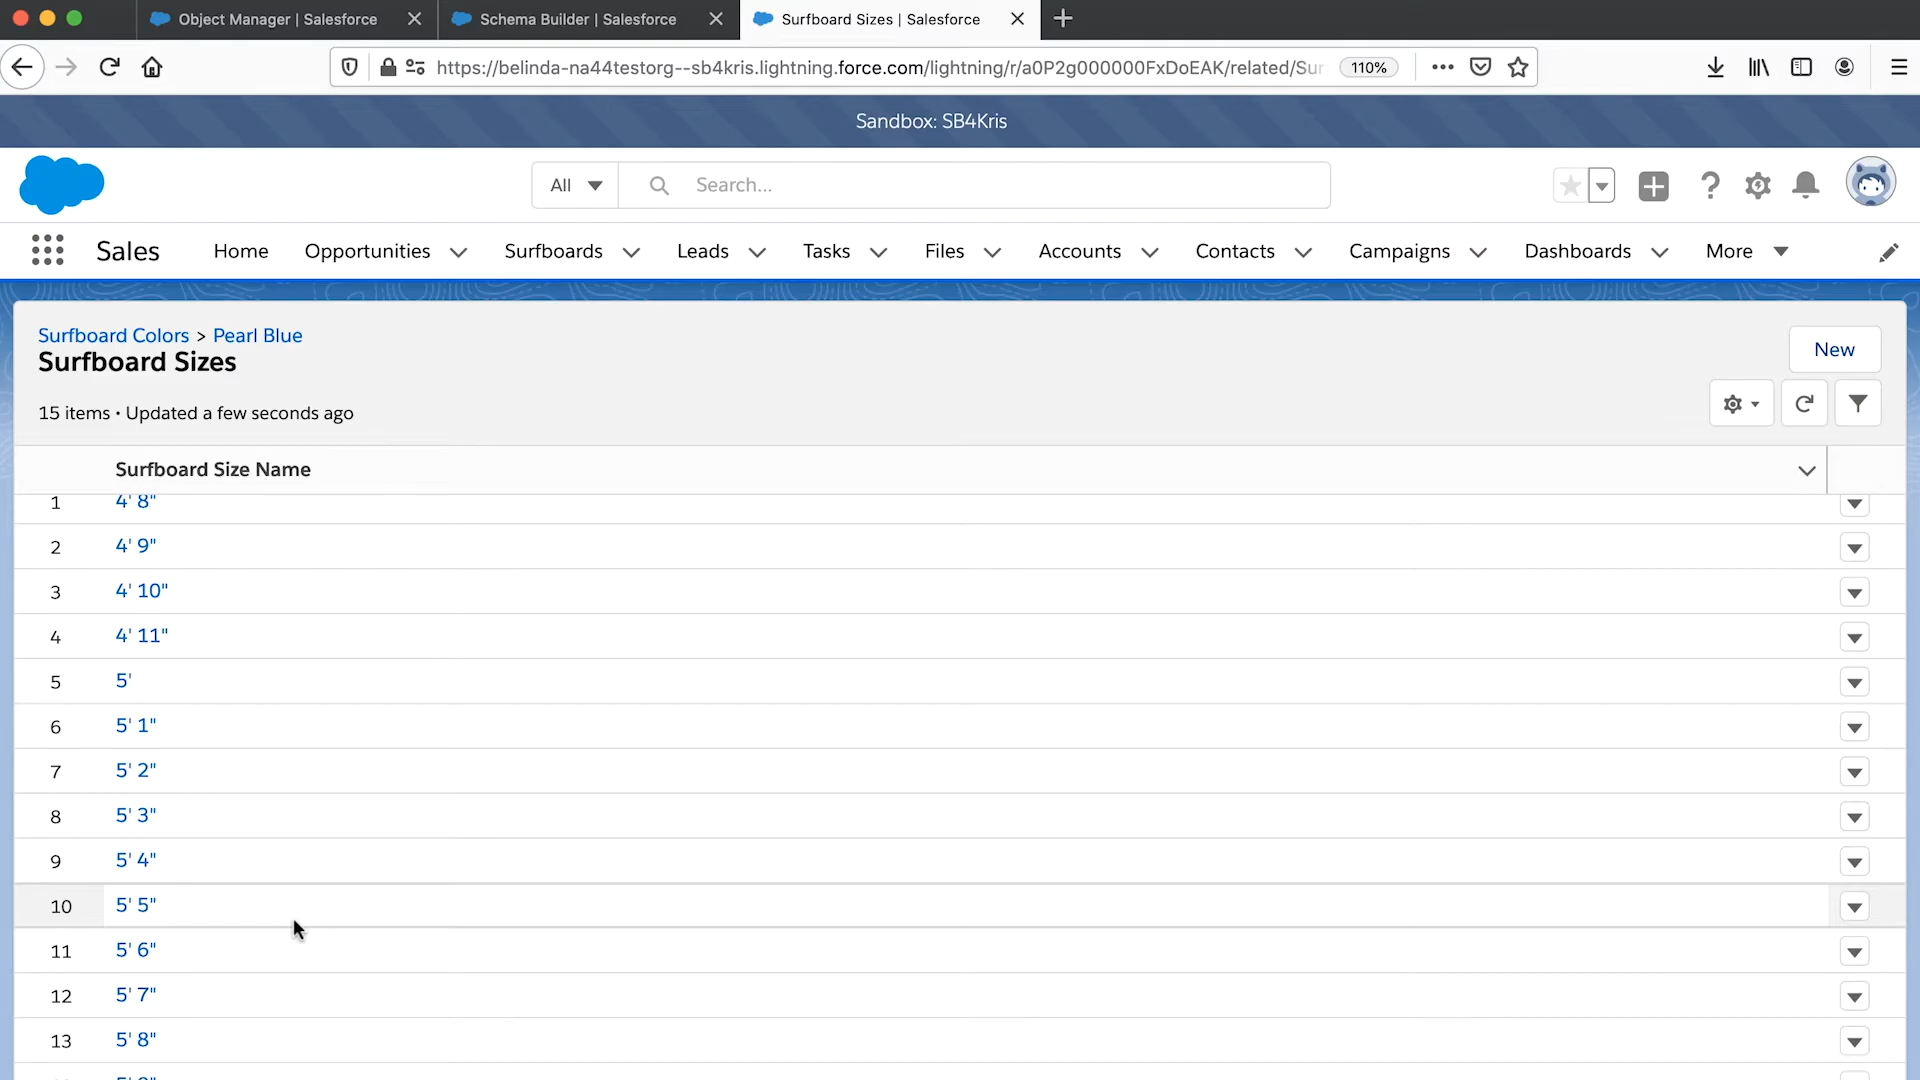 Object Manager | Salesforce
Schema Builder | Salesforce
Surfboard Sizes | Salesforce
https://belinda-na44testorg--sb4kris.lightning.force.com/lightning/r/a0P2g000000FxDoEAK/related/Sur
110%
Sandbox: SB4Kris
All
Search...
Sales
Home
Opportunities
Surfboards
Leads
Tasks
Files
Accounts
Contacts
Campaigns
Dashboards
More
Surfboard Colors > Pearl Blue
Surfboard Sizes
New
15 items • Updated a few seconds ago
Surfboard Size Name
1 4' 8"
2 4' 9"
3 4' 10"
4 4' 11"
5 5'
6 5' 1"
7 5' 2"
8 5' 3"
9 5' 4"
10 5' 5"
11 5' 6"
12 5' 7"
13 5' 8"